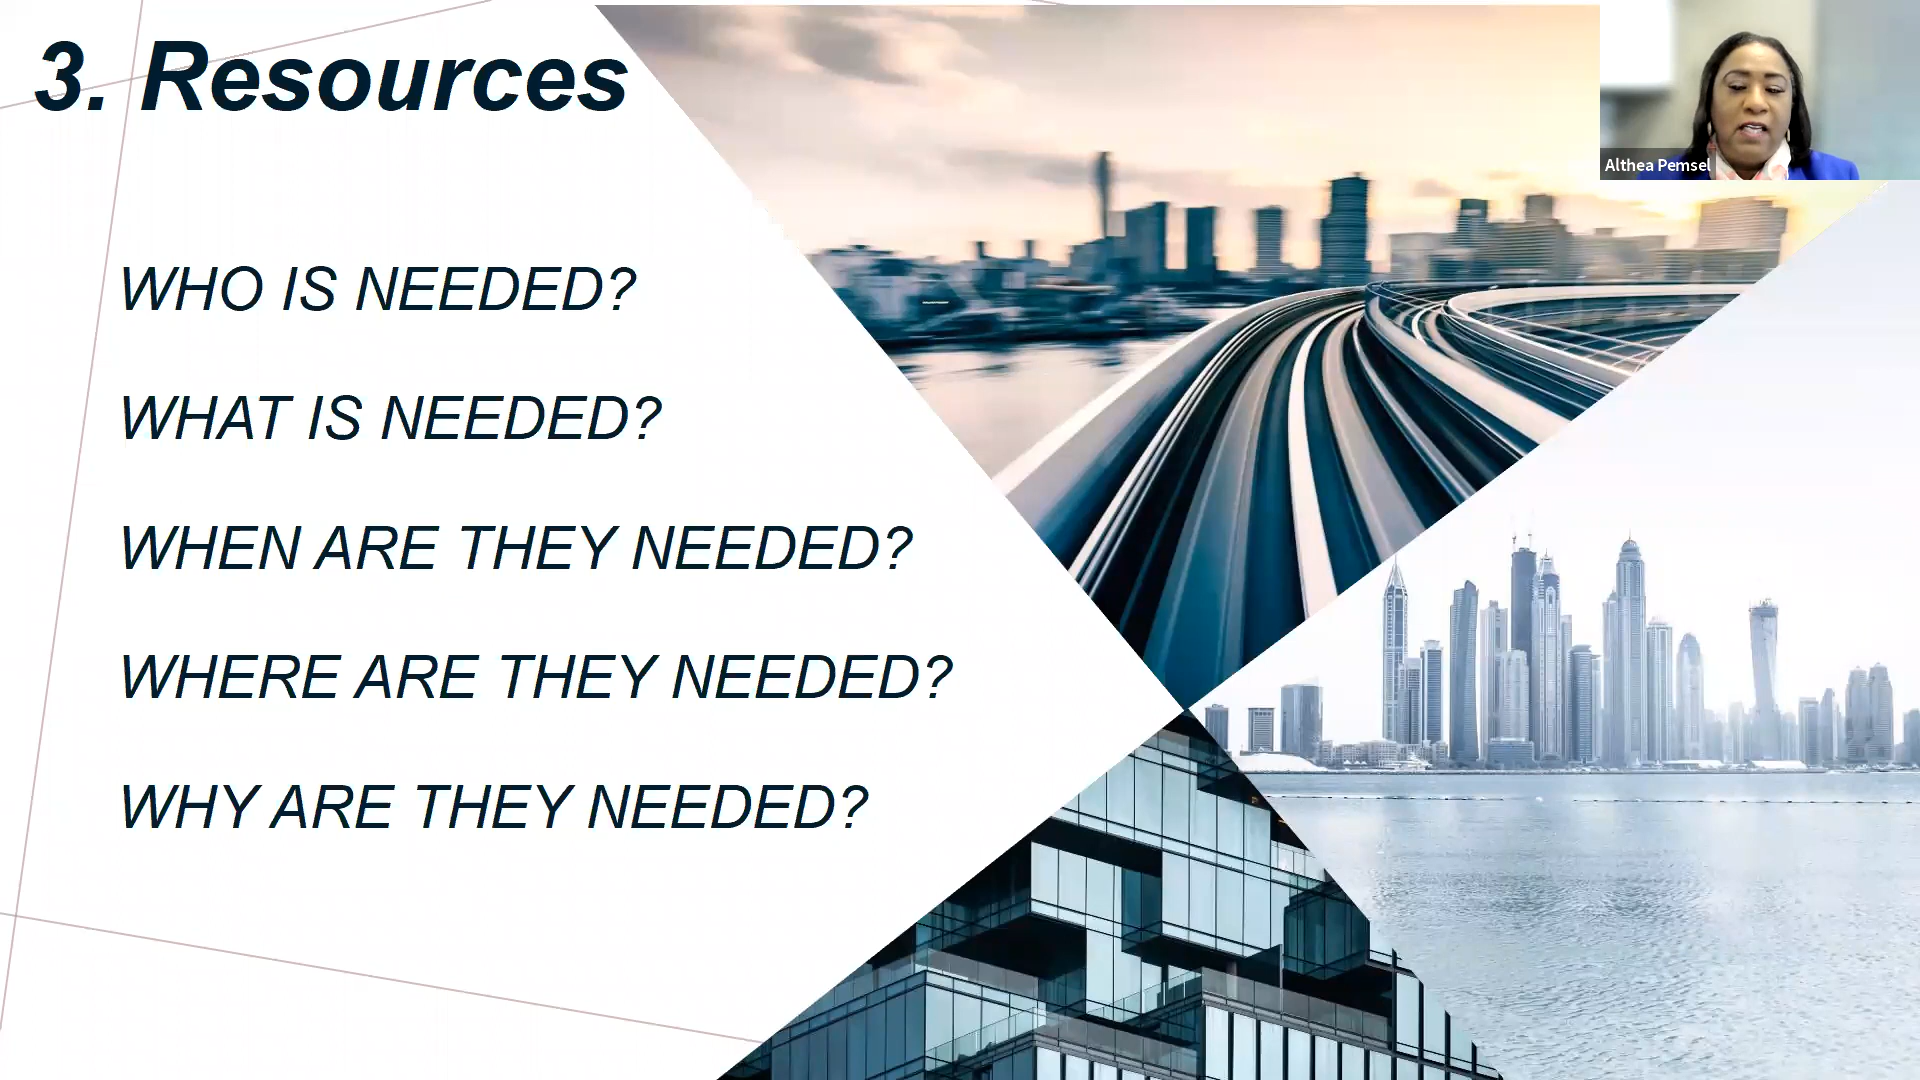 3. Resources
WHO IS NEEDED?
WHAT IS NEEDED?
WHEN ARE THEY NEEDED?
WHERE ARE THEY NEEDED?
WHY ARE THEY NEEDED?
Althea Pemsel